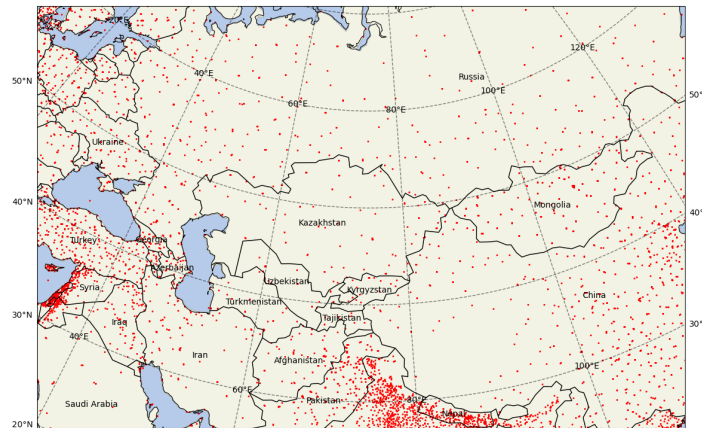 20°E
120°E
40°E
Russia
50°N
100°E
50°
60°E
80°E
Ukraine
40°N
Mongolia
40°
Kazakhstan
Turkey
Georgia
Azerbaijan
Uzbekistan
Syria
Kyrgyzstan
China
Turkmenistan
30°N
Tajikistan
Iraq
30°
40°E
Iran
Afghanistan
100°E
60°E
Pakistan
80°E
Saudi Arabia
Nepal
20°N